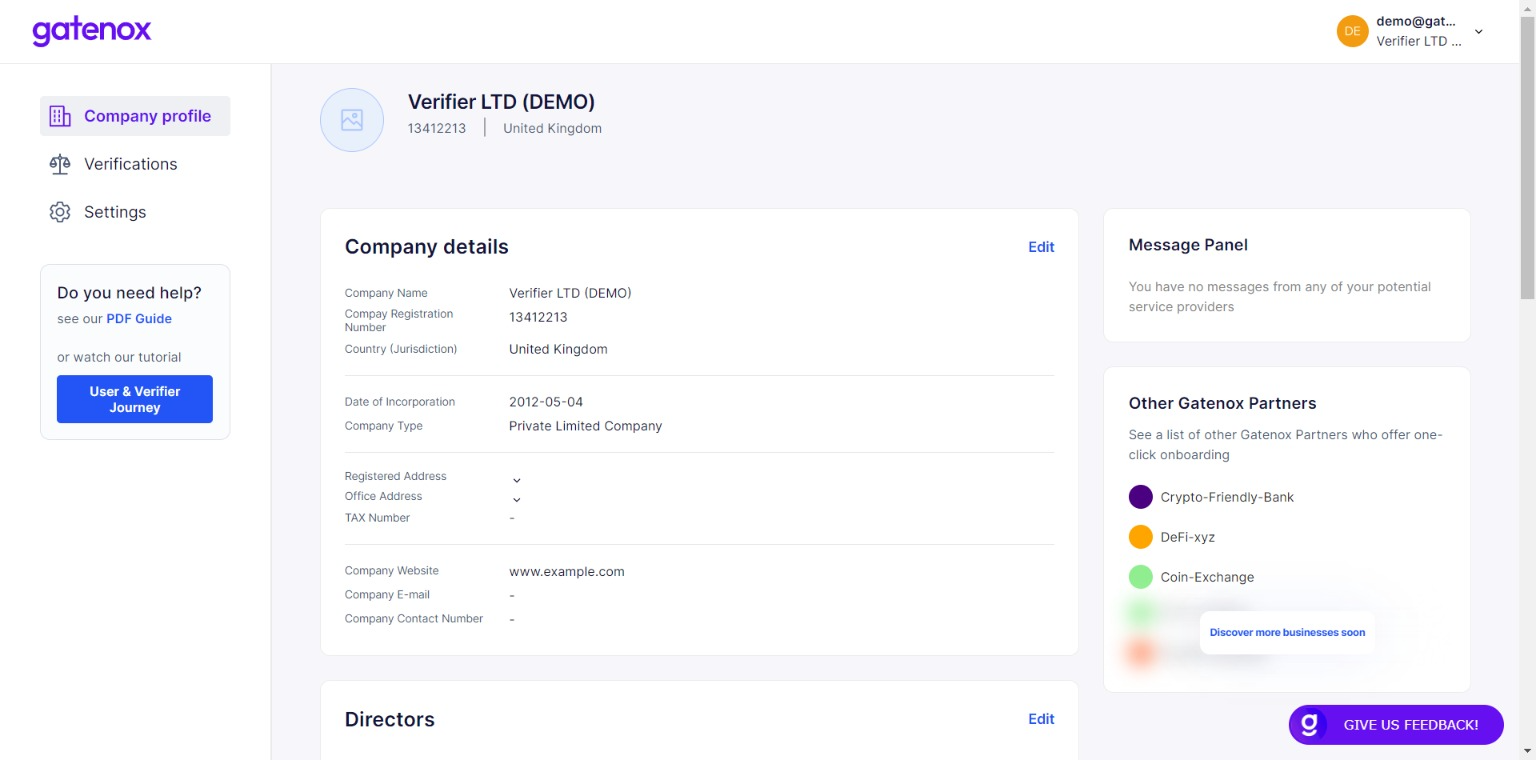 gatenox
DE
demo@gat...
Verifier LTD ...
Company profile
Verifications
Settings
Do you need help?
see our PDF Guide
or watch our tutorial
User & Verifier
Journey
Verifier LTD (DEMO)
13412213
United Kingdom
Company details
Edit
Company Name
Verifier LTD (DEMO)
Compay Registration
Number
13412213
Country (Jurisdiction)
United Kingdom
Date of Incorporation
2012-05-04
Company Type
Private Limited Company
Registered Address
Office Address
TAX Number
-
Company Website
www.example.com
Company E-mail
-
Company Contact Number
-
Directors
Edit
Message Panel
You have no messages from any of your potential
service providers
Other Gatenox Partners
See a list of other Gatenox Partners who offer one-
click onboarding
Crypto-Friendly-Bank
DeFi-xyz
Coin-Exchange
Discover more businesses soon
g
GIVE US FEEDBACK!